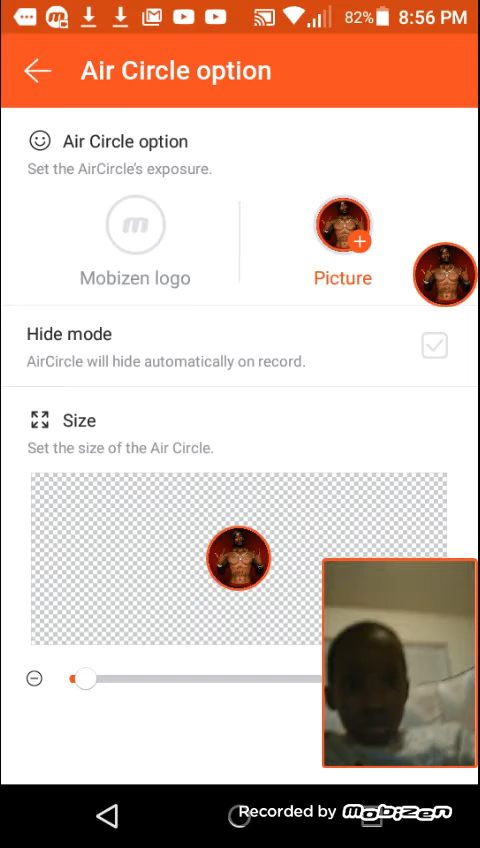 82% 8:56 PM
Air Circle option
Air Circle option
Set the AirCircle's exposure.
m
Mobizen logo
Picture
Hide mode
AirCircle will hide automatically on record.
Size
Set the size of the Air Circle.
Recorded by mobizen